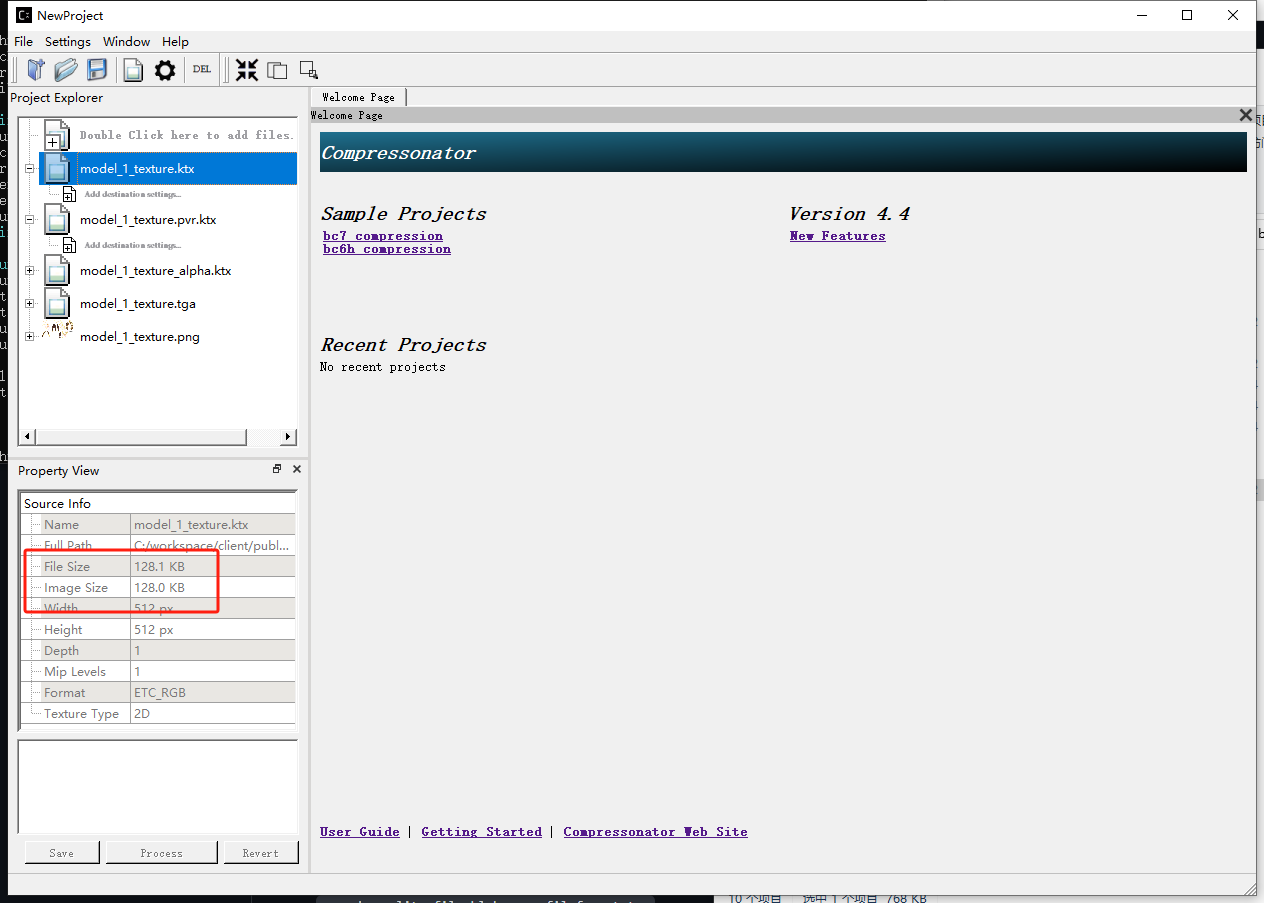 NewProject
File Settings Window Help
DEL
Project Explorer
Double Click here to add files.
model_1_texture.ktx
Add destination settings...
model_1_texture.pvr.ktx
Add destination settings...
model_1_texture_alpha.ktx
model_1_texture.tga
model_1_texture.png
Property View
Source Info
Name model_1_texture.ktx
Full Path C:/workspace/client/publ...
File Size 128.1 KB
Image Size 128.0 KB
Width 512 px
Height 512 px
Depth 1
Mip Levels 1
Format ETC_RGB
Texture Type 2D
Save Process Revert
Welcome Page
Welcome Page
Compressonator
Sample Projects
bc7 compression
bc6h compression
Version 4.4
New Features
Recent Projects
No recent projects
User Guide | Getting Started | Compressonator Web Site
10 个项目 选中 1 个项目 768 KB